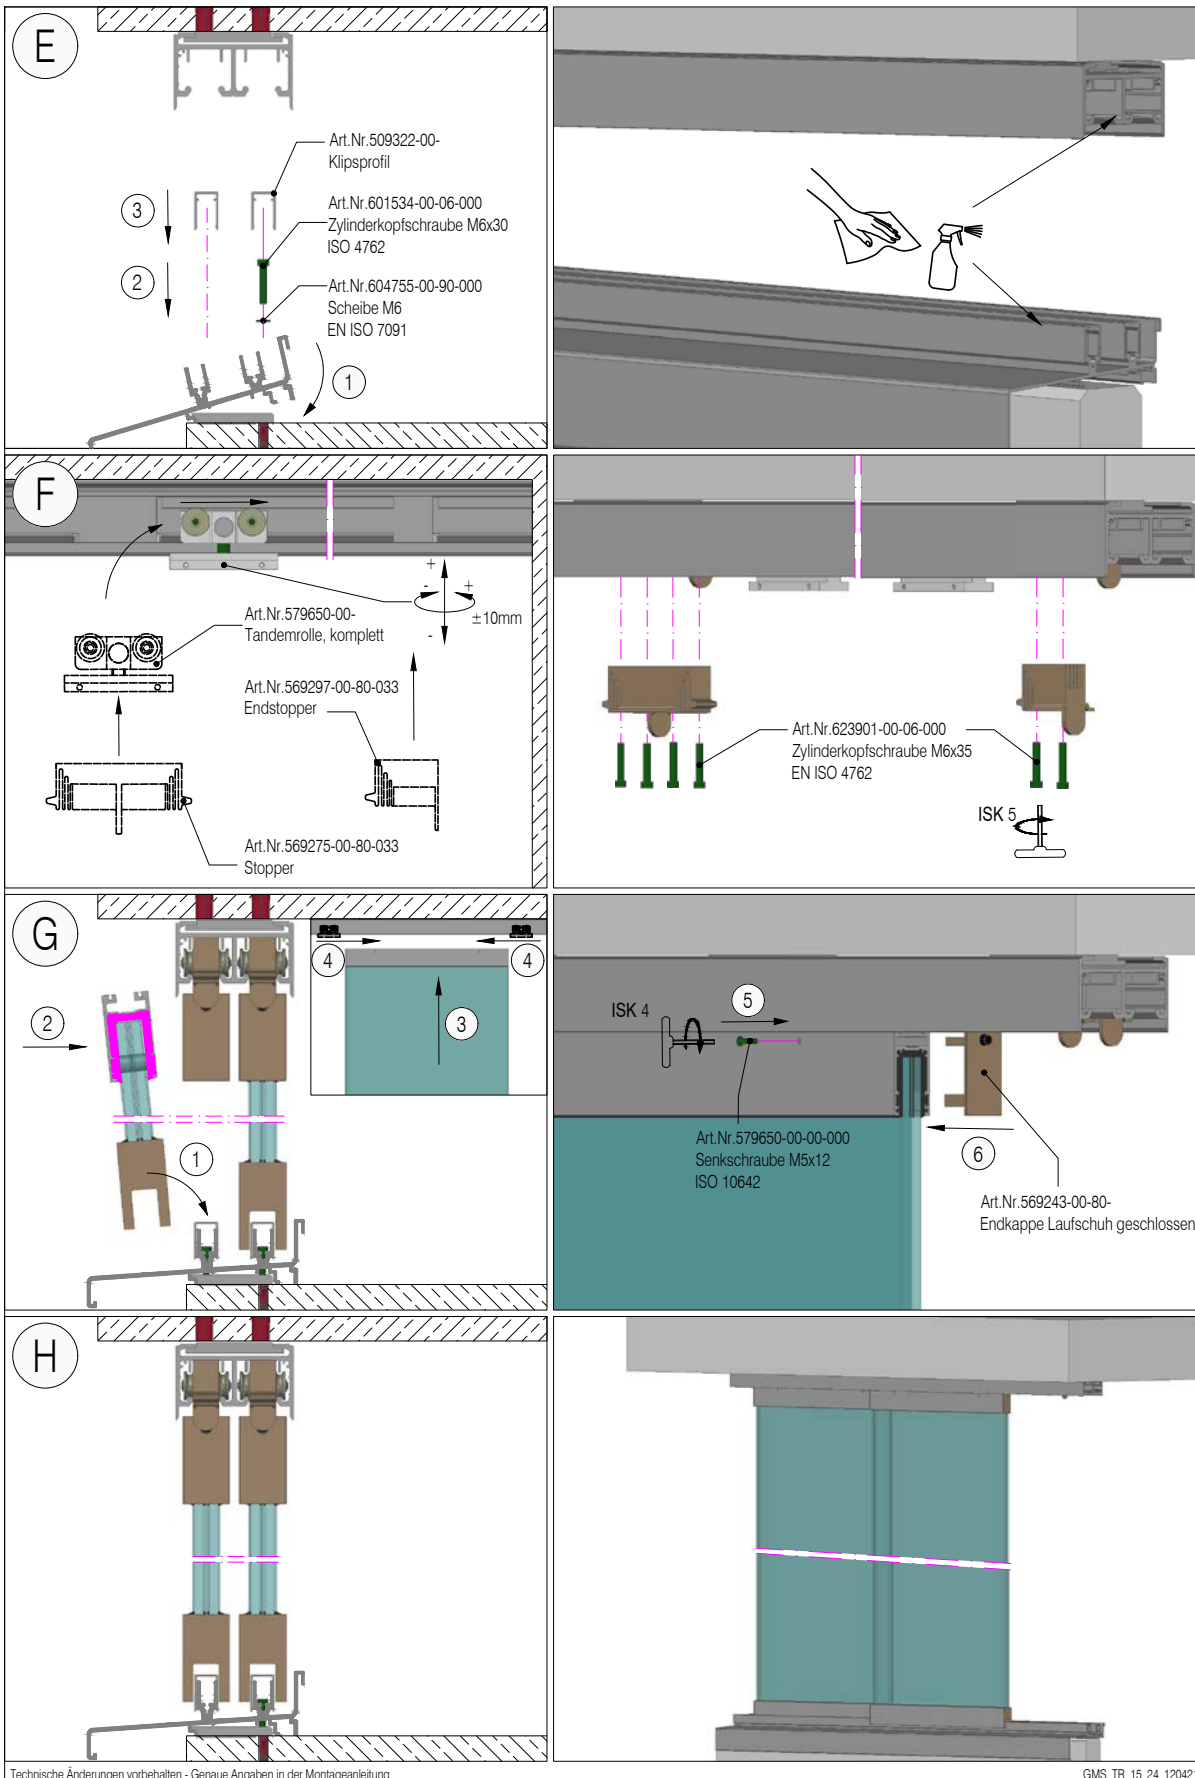 E
Art.Nr.509322-00-
Klipsprofil
3
Art.Nr.601534-00-06-000
Zylinderkopfschraube M6x30
ISO 4762
2
Art.Nr.604755-00-90-000
Scheibe M6
EN ISO 7091
1
F
+
- +
±10mm
-
Art.Nr.579650-00-
Tandemrolle, komplett
Art.Nr.569297-00-80-033
Endstopper
Art.Nr.569275-00-80-033
Stopper
Art.Nr.623901-00-06-000
Zylinderkopfschraube M6x35
EN ISO 4762
ISK 5
G
4
4
3
2
1
ISK 4
5
Art.Nr.579650-00-00-000
Senkschraube M5x12
ISO 10642
6
Art.Nr.569243-00-80-
Endkappe Laufschuh geschlossen
H
Technische Änderungen vorbehalten - Genaue Angaben in der Montageanleitung
GMS_TR_15_24_120421